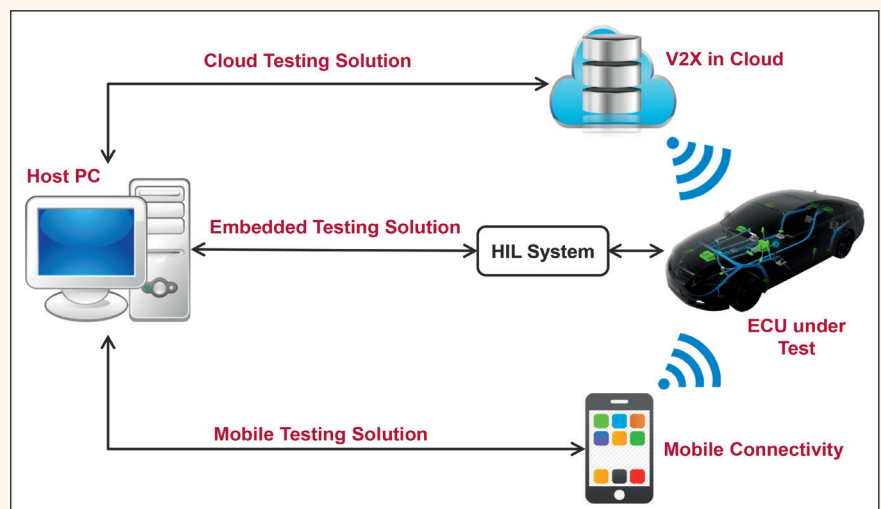 Cloud Testing Solution
V2X in Cloud
Host PC
Embedded Testing Solution
HIL System
ECU under
Test
Mobile Testing Solution
Mobile Connectivity